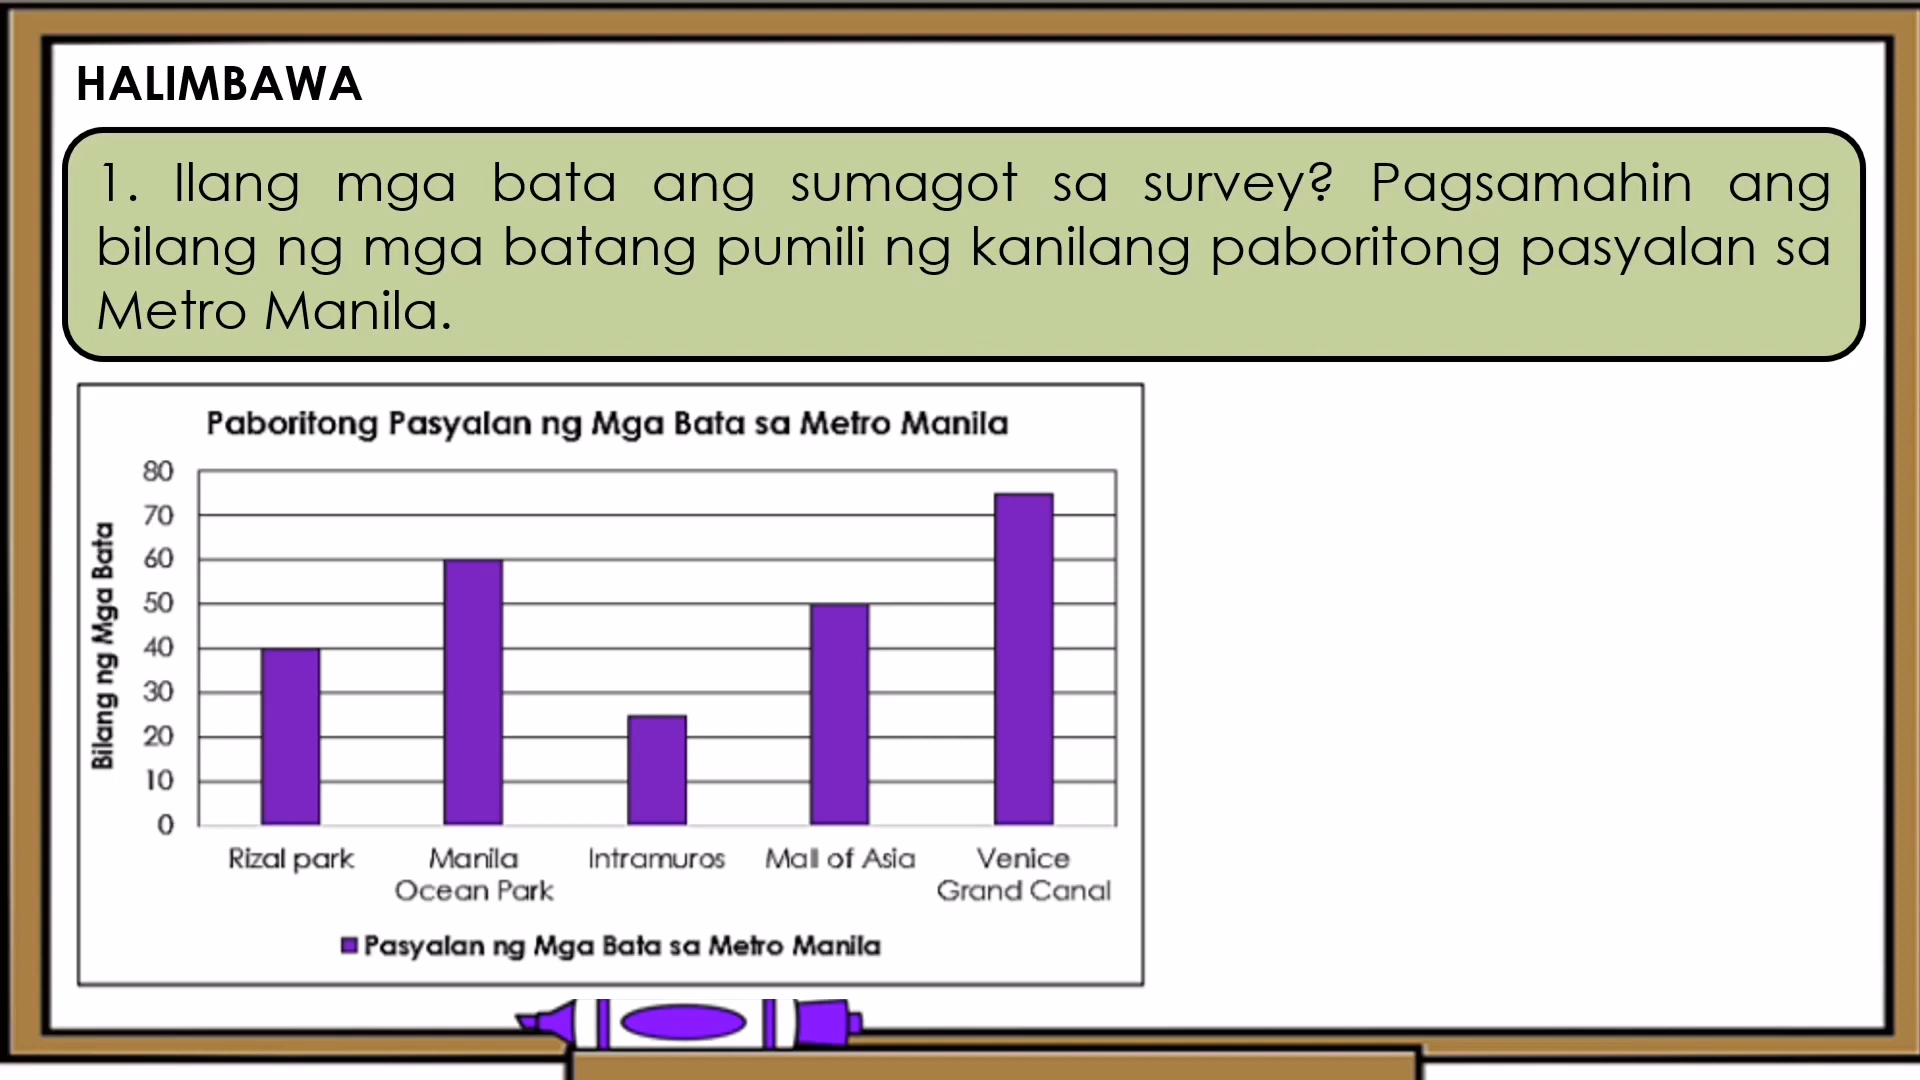 HALIMBAWA
1. Ilang mga bata ang sumagot sa survey? Pagsamahin ang
bilang ng mga batang pumili ng kanilang paboritong pasyalan sa
Metro Manila.
Paboritong Pasyalan ng Mga Bata sa Metro Manila
Bilang ng Mga Bata
80
70
60
50
40
30
20
10
0
Rizal park
Manila
Ocean Park
Intramuros
Mall of Asia
Venice
Grand Canal
Pasyalan ng Mga Bata sa Metro Manila